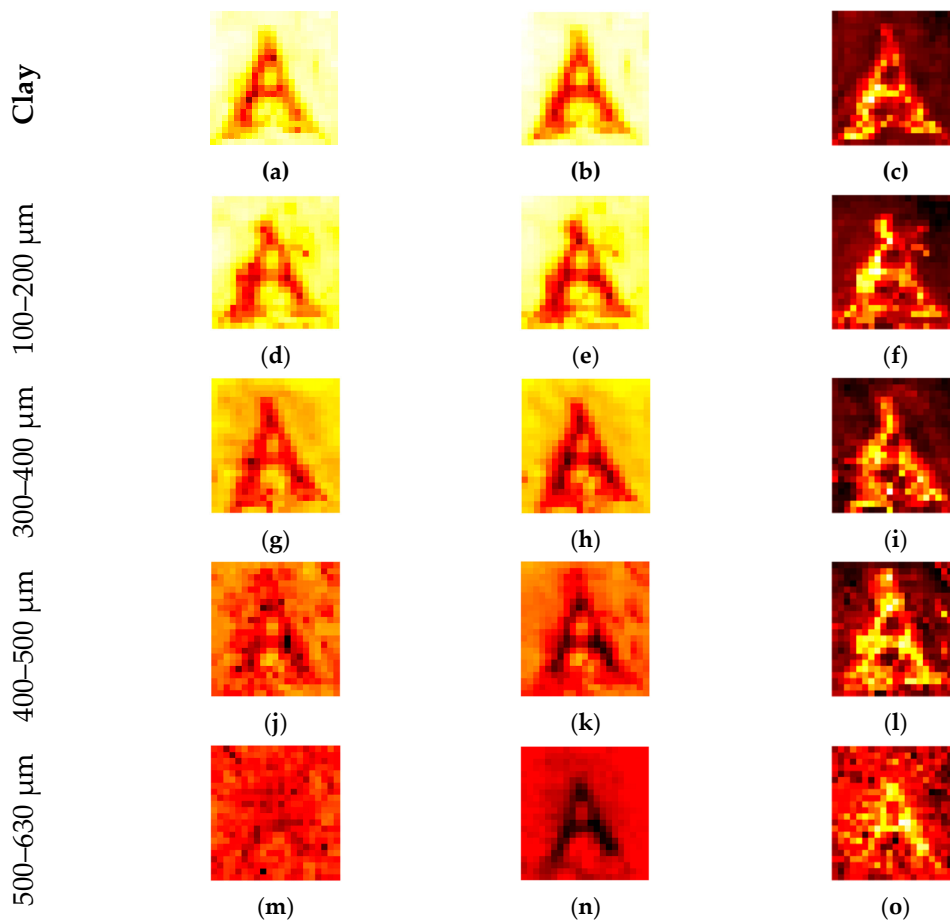 Clay
(a) (b) (c)
100–200 μm
(d) (e) (f)
300–400 μm
(g) (h) (i)
400–500 μm
(j) (k) (l)
500–630 μm
(m) (n) (o)